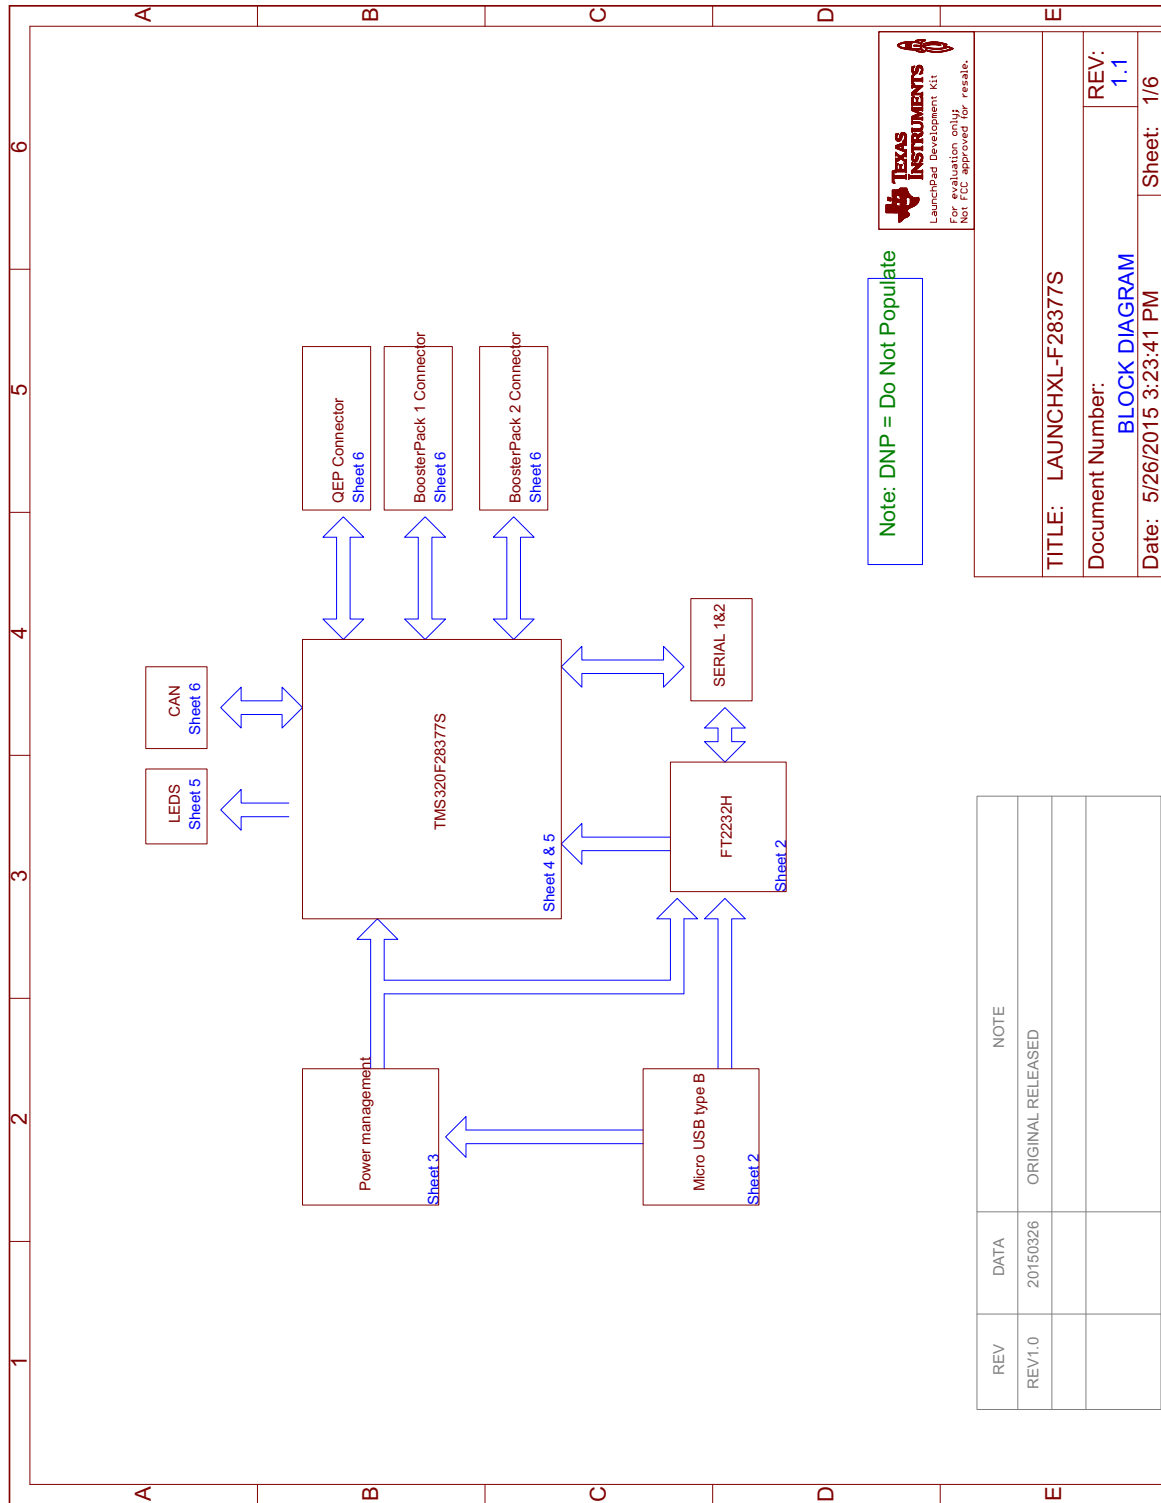 A
B
C
D
E
1
2
3
4
5
6
LEDS
Sheet 5
CAN
Sheet 6
Power management
Sheet 3
TMS320F28377S
Sheet 4 & 5
QEP Connector
Sheet 6
BoosterPack 1 Connector
Sheet 6
BoosterPack 2 Connector
Sheet 6
Micro USB type B
Sheet 2
FT2232H
Sheet 2
SERIAL 1&2
Note: DNP = Do Not Populate
TEXAS
INSTRUMENTS
LaunchPad Development Kit
For evaluation only;
Not FCC approved for resale.
REV DATA NOTE
REV1.0 20150326 ORIGINAL RELEASED
TITLE: LAUNCHXL-F28377S
Document Number:
BLOCK DIAGRAM
REV:
1.1
Date: 5/26/2015 3:23:41 PM
Sheet: 1/6
A
B
C
D
E